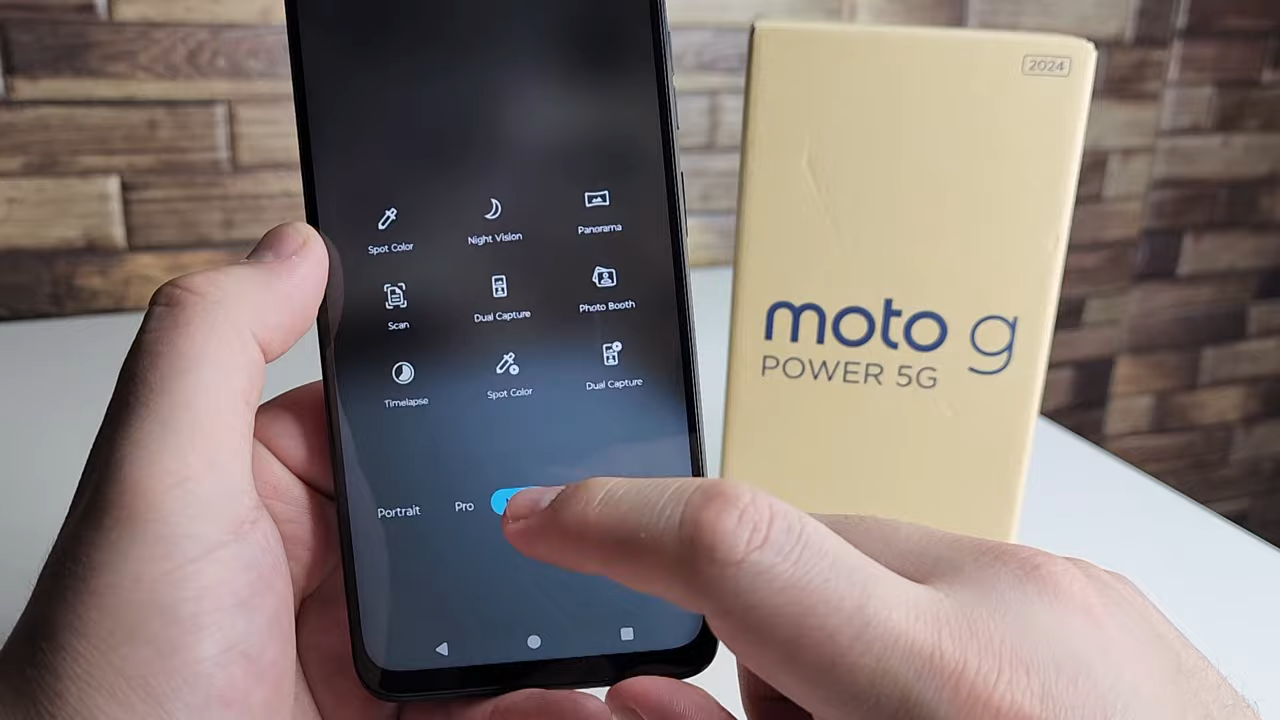 Spot Color
Night Vision
Panorama
Scan
Dual Capture
Photo Booth
Timelapse
Spot Color
Dual Capture
Portrait
Pro
2024
moto g
POWER 5G